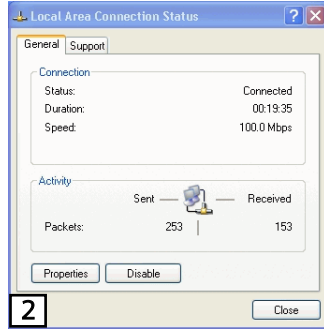 Local Area Connection Status
General Support
Connection
Status: Connected
Duration: 00:19:35
Speed: 100.0 Mbps
Activity
Sent Received
Packets: 253 153
Properties Disable
2
Close